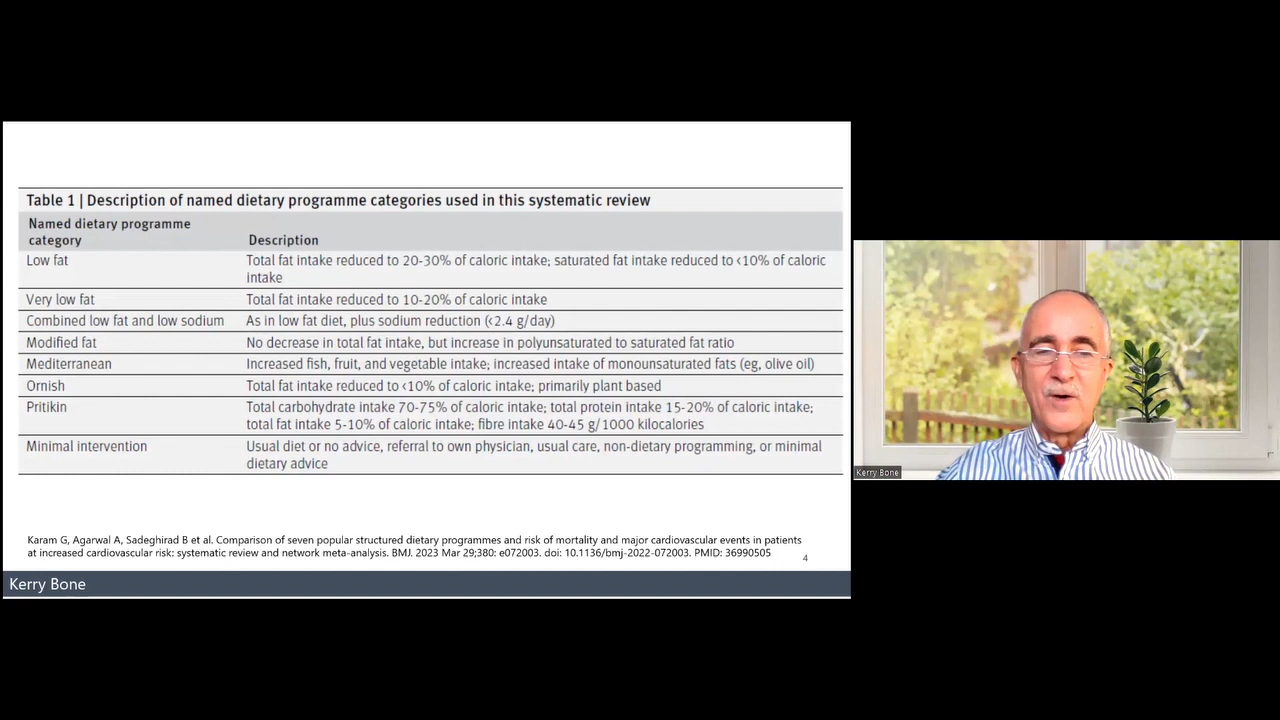 Table 1 | Description of named dietary programme categories used in this systematic review
Named dietary programme
category
Description
Low fat
Total fat intake reduced to 20-30% of caloric intake; saturated fat intake reduced to <10% of caloric
intake
Very low fat
Total fat intake reduced to 10-20% of caloric intake
Combined low fat and low sodium
As in low fat diet, plus sodium reduction (<2.4 g/day)
Modified fat
No decrease in total fat intake, but increase in polyunsaturated to saturated fat ratio
Mediterranean
Increased fish, fruit, and vegetable intake; increased intake of monounsaturated fats (eg, olive oil)
Ornish
Total fat intake reduced to <10% of caloric intake; primarily plant based
Pritikin
Total carbohydrate intake 70-75% of caloric intake; total protein intake 15-20% of caloric intake;
total fat intake 5-10% of caloric intake; fibre intake 40-45 g/1000 kilocalories
Minimal intervention
Usual diet or no advice, referral to own physician, usual care, non-dietary programming, or minimal
dietary advice
Karam G, Agarwal A, Sadeghirad B et al. Comparison of seven popular structured dietary programmes and risk of mortality and major cardiovascular events in patients
at increased cardiovascular risk: systematic review and network meta-analysis. BMJ. 2023 Mar 29;380: e072003. doi: 10.1136/bmj-2022-072003. PMID: 36990505
4
Kerry Bone
Kerry Bone